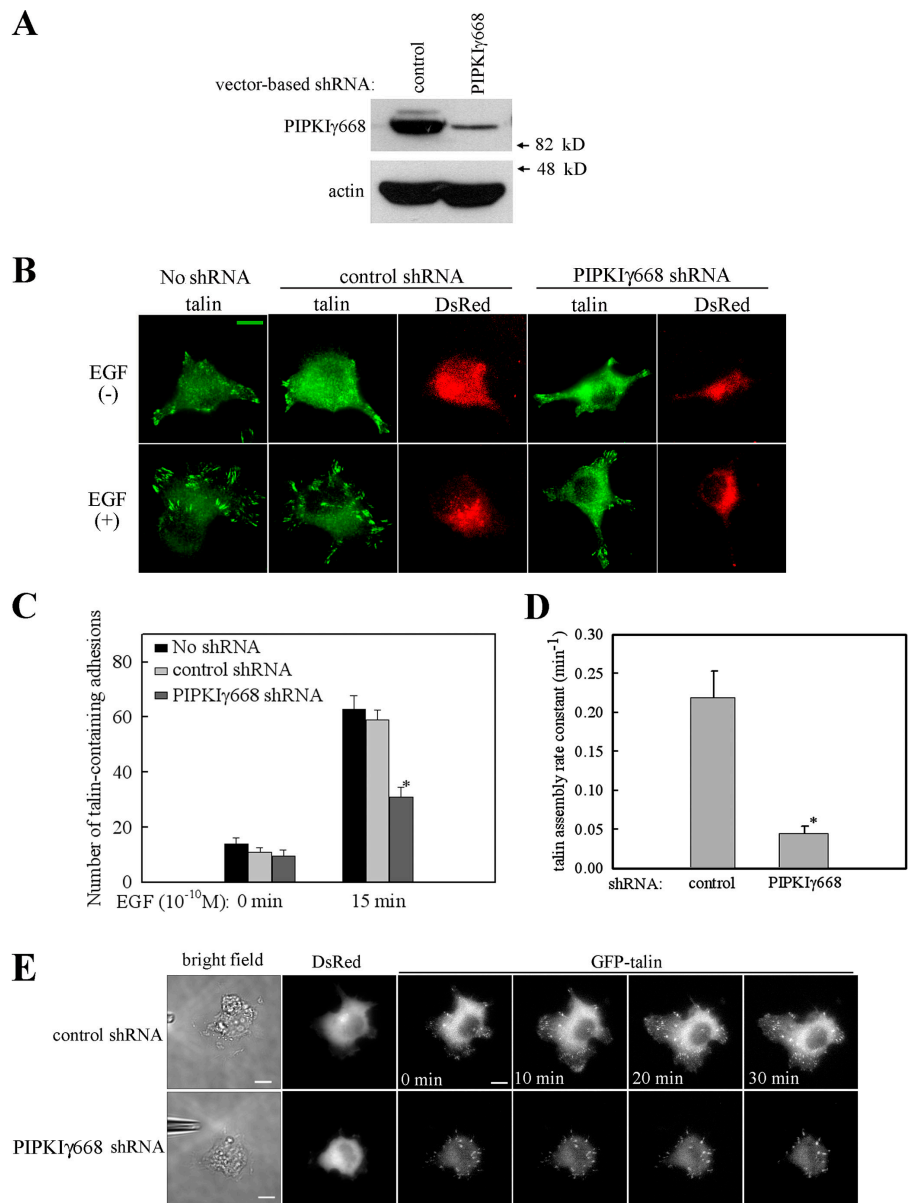 A
vector-based shRNA:
control
PIPKIγ668
PIPKIγ668
← 82 kD
← 48 kD
actin
B
No shRNA
control shRNA
PIPKIγ668 shRNA
talin
talin
DsRed
talin
DsRed
EGF
(-)
EGF
(+)
C
Number of talin-containing adhesions
80
60
40
20
0
No shRNA
control shRNA
PIPKIγ668 shRNA
*
EGF (10⁻¹⁰M): 0 min 15 min
D
talin assembly rate constant (min⁻¹)
0.30
0.25
0.20
0.15
0.10
0.05
0.00
*
shRNA: control PIPKIγ668
E
bright field
DsRed
GFP-talin
control shRNA
0 min
10 min
20 min
30 min
PIPKIγ668 shRNA